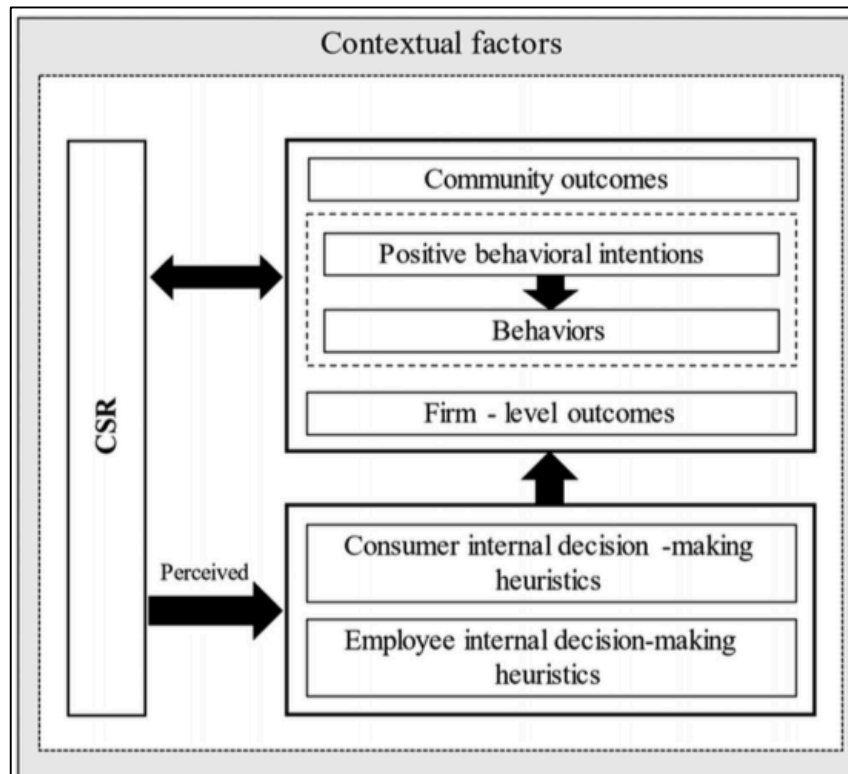 Contextual factors
Community outcomes
Positive behavioral intentions
Behaviors
Firm - level outcomes
CSR
Perceived
Consumer internal decision -making
heuristics
Employee internal decision-making
heuristics